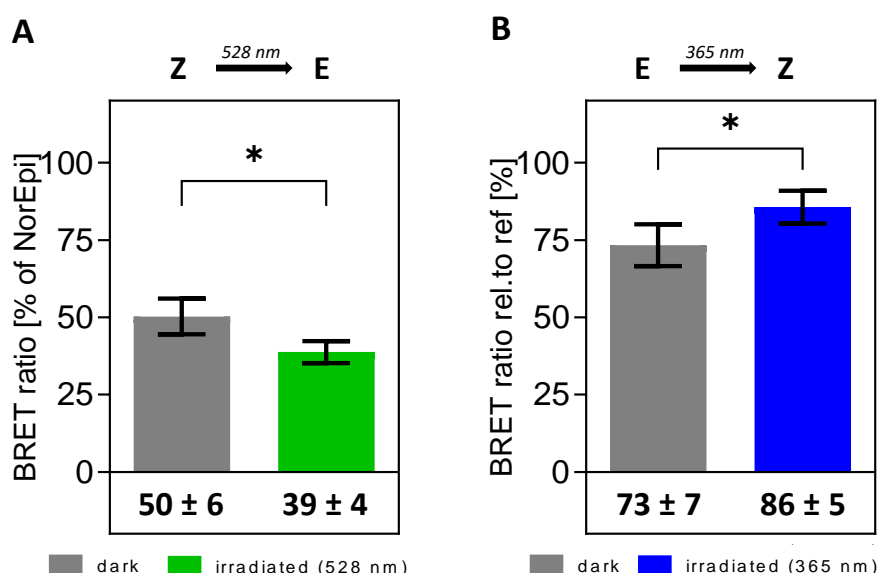 A
528 nm
Z E
BRET ratio [% of NorEpi]
100
75
50
25
0
*
50 ± 6 39 ± 4
dark irradiated (528 nm)
B
365 nm
E Z
BRET ratio rel.to ref [%]
100
75
50
25
0
*
73 ± 7 86 ± 5
dark irradiated (365 nm)